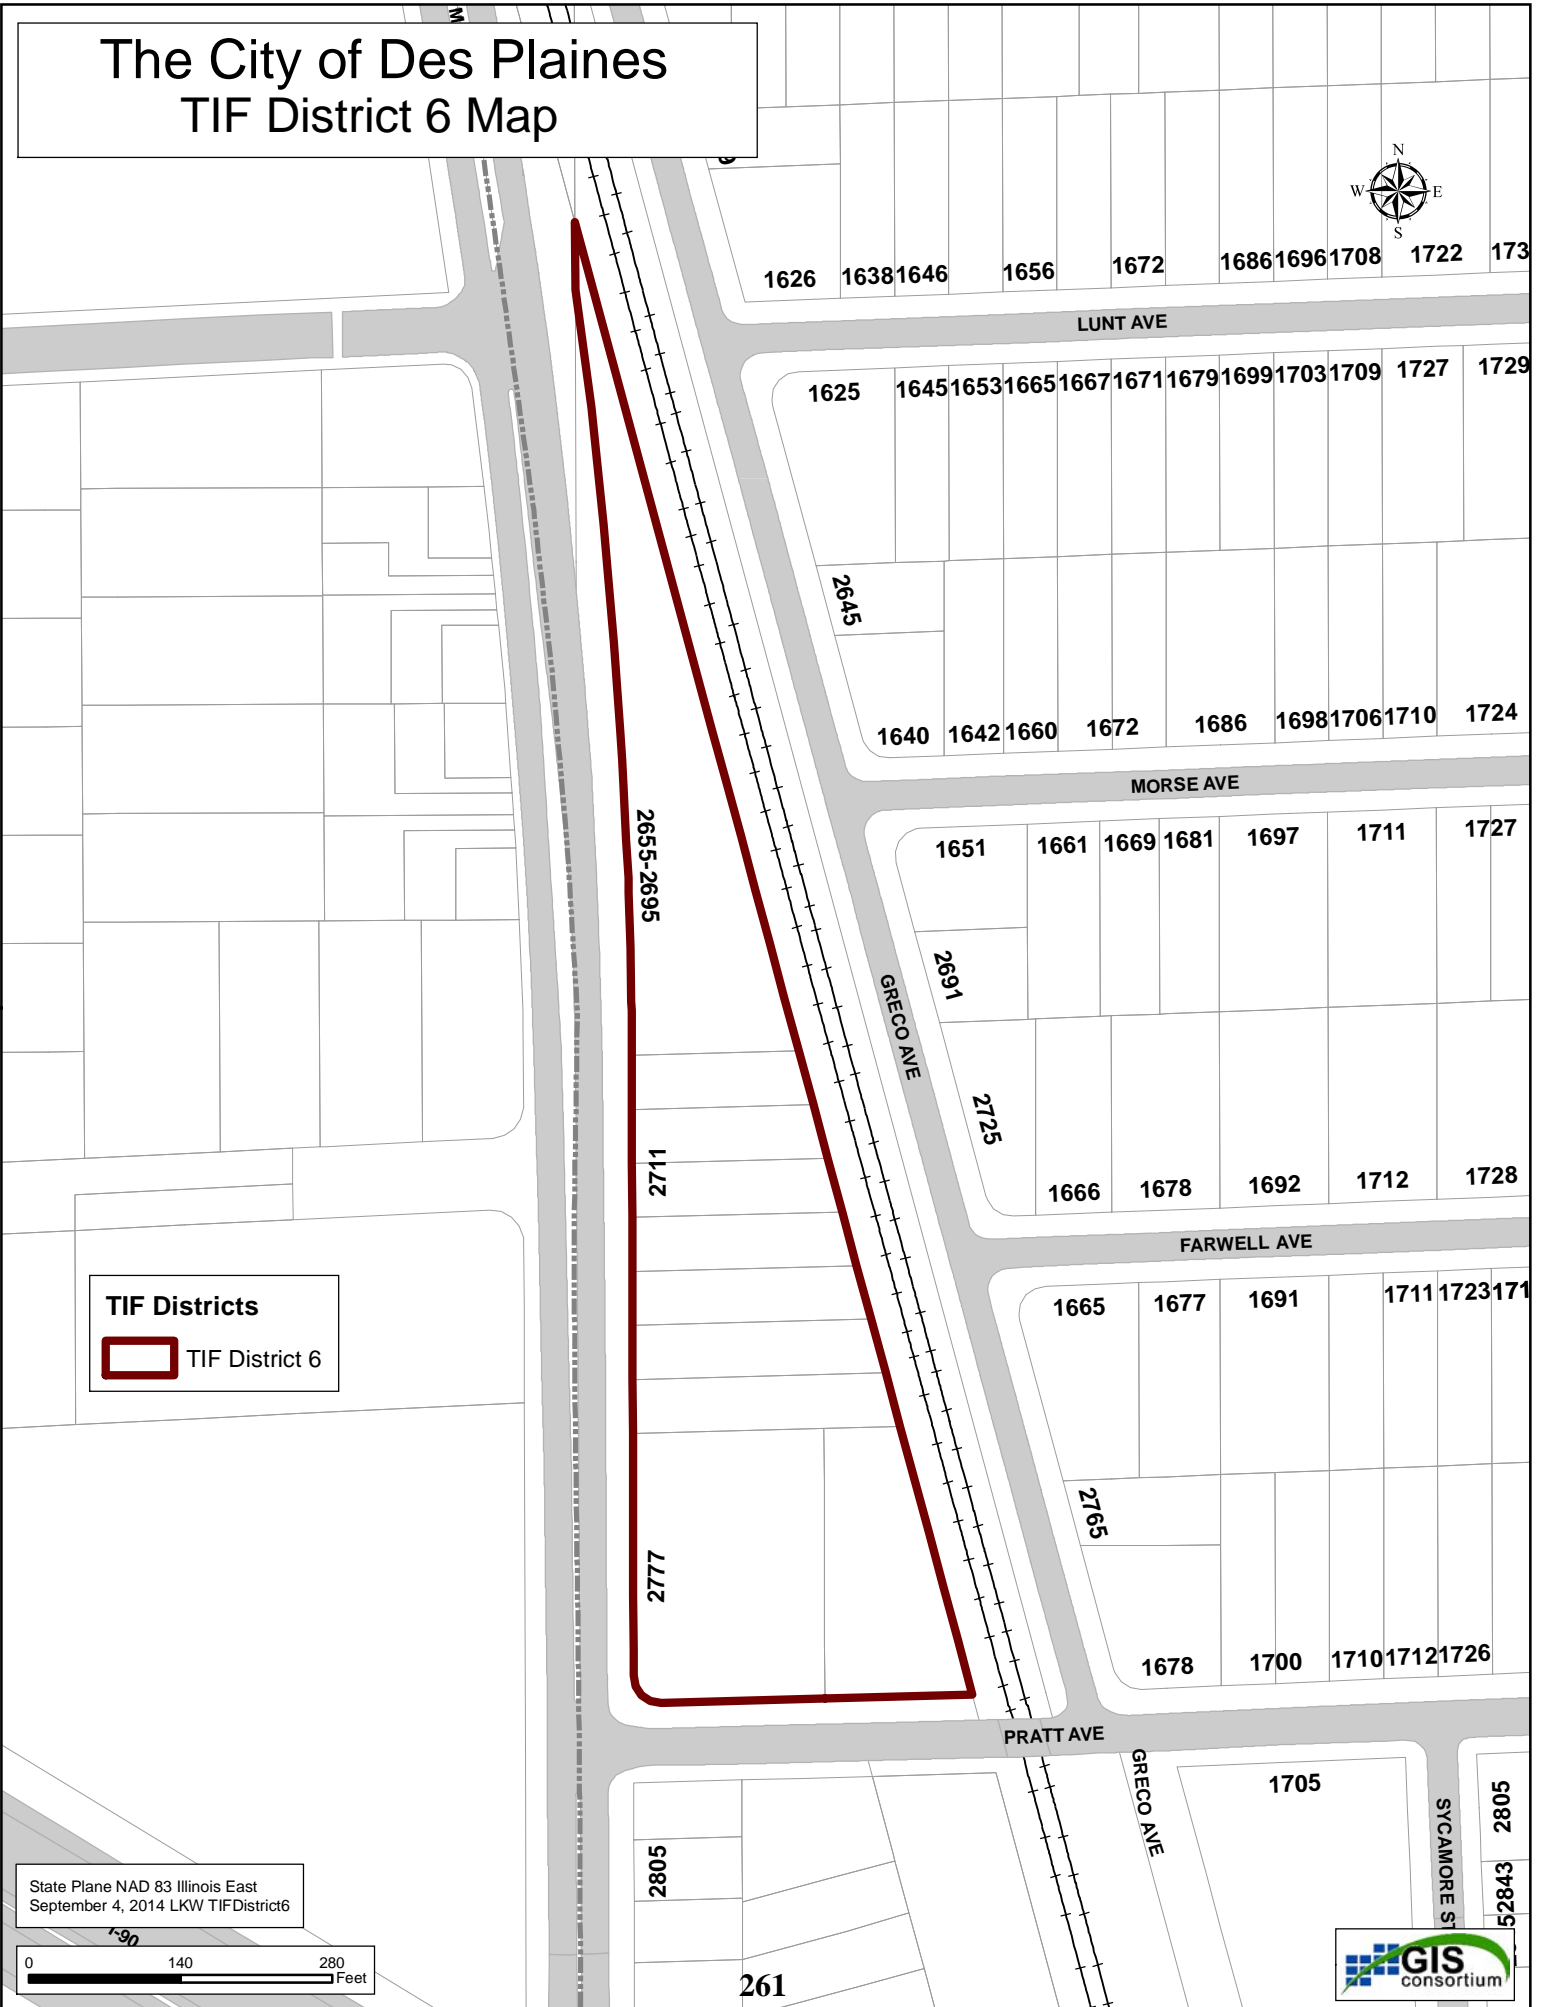 The City of Des Plaines
TIF District 6 Map
M
N
W E
S
1626 1638 1646 1656 1672 1686 1696 1708 1722 173
LUNT AVE
1625 1645 1653 1665 1667 1671 1679 1699 1703 1709 1727 1729
2645
1640 1642 1660 1672 1686 1698 1706 1710 1724
MORSE AVE
2655-2695
1651 1661 1669 1681 1697 1711 1727
2691
GRECO AVE
2725
2711
1666 1678 1692 1712 1728
FARWELL AVE
TIF Districts
TIF District 6
1665 1677 1691 1711 1723 171
2765
2777
1678 1700 1710 1712 1726
PRATT AVE
GRECO AVE
1705
SYCAMORE ST
2805
2805
2843
State Plane NAD 83 Illinois East
September 4, 2014 LKW TIFDistrict6
I-90
0 140 280
Feet
261
GIS
consortium